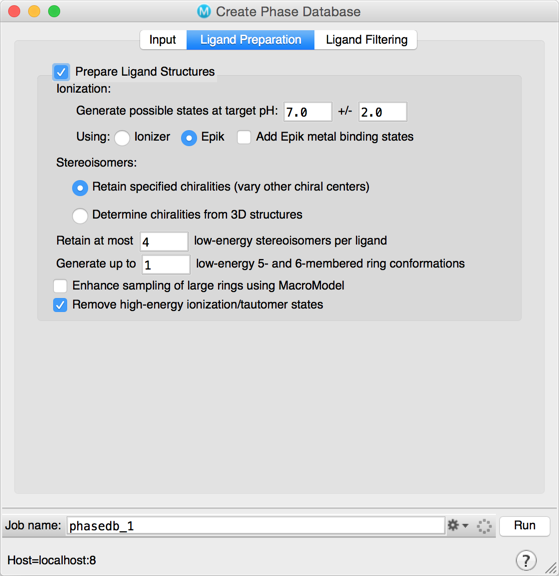 M Create Phase Database
Input Ligand Preparation Ligand Filtering
Prepare Ligand Structures
Ionization:
Generate possible states at target pH: 7.0 +/- 2.0
Using: Ionizer Epik Add Epik metal binding states
Stereoisomers:
Retain specified chiralities (vary other chiral centers)
Determine chiralities from 3D structures
Retain at most 4 low-energy stereoisomers per ligand
Generate up to 1 low-energy 5- and 6-membered ring conformations
Enhance sampling of large rings using MacroModel
Remove high-energy ionization/tautomer states
Job name: phasedb_1 Run
Host=localhost:8 ?